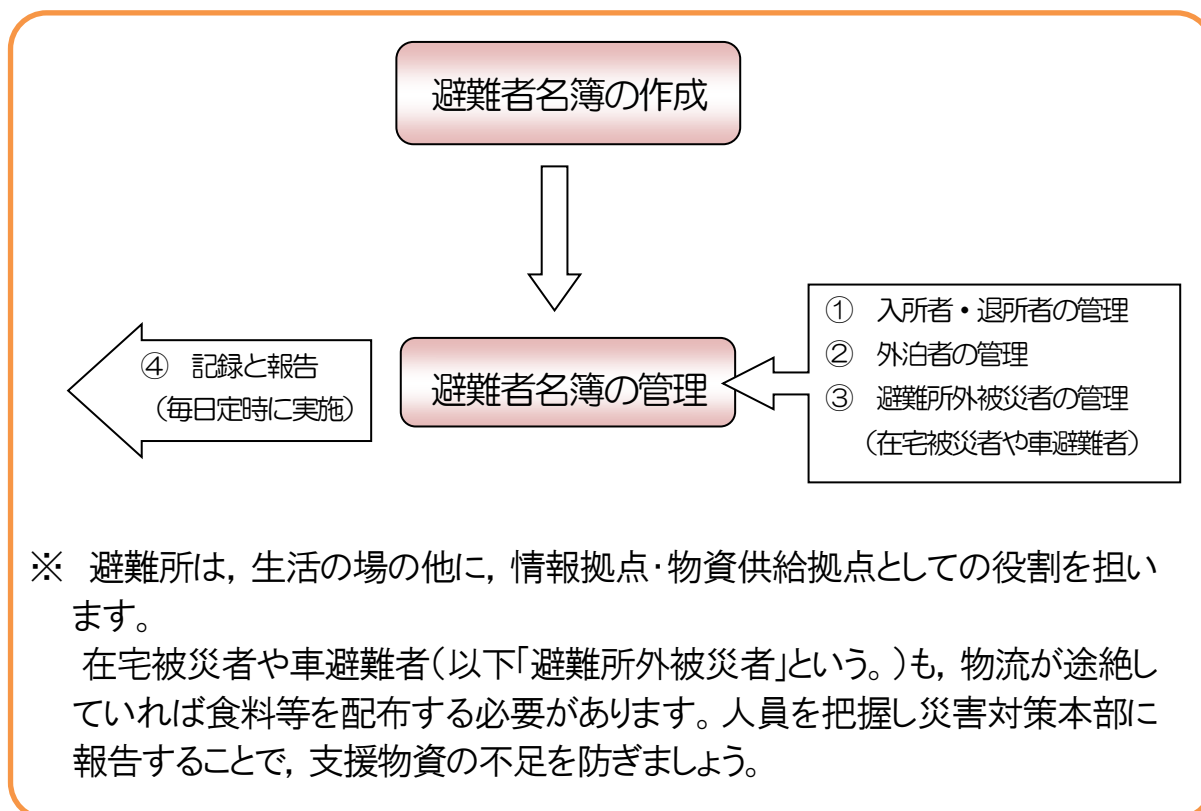 避難者名簿の作成
① 入所者・退所者の管理
② 外泊者の管理
③ 避難所外被災者の管理
(在宅被災者や車避難者)
避難者名簿の管理
④ 記録と報告
(毎日定時に実施)
※ 避難所は，生活の場の他に，情報拠点・物資供給拠点としての役割を担い
ます。
在宅被災者や車避難者（以下「避難所外被災者」という。）も，物流が途絶し
ていれば食料等を配布する必要があります。人員を把握し災害対策本部に
報告することで，支援物資の不足を防ぎましょう。